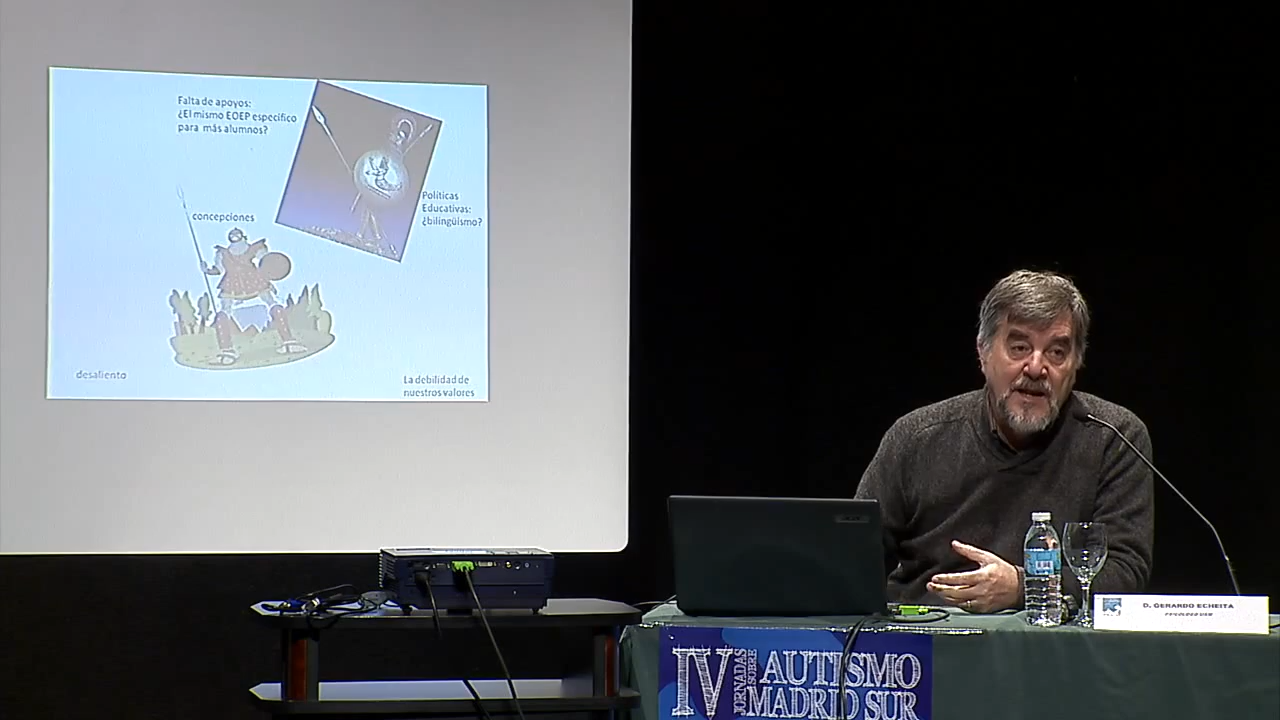 Falta de apoyos:
¿El mismo EOEP específico
para más alumnos?
Políticas
Educativas:
¿bilingüismo?
concepciones
desaliento
La debilidad de
nuestros valores
acer
D. GERARDO ECHEITA
IV JORNADAS SOBRE AUTISMO
MADRID SUR